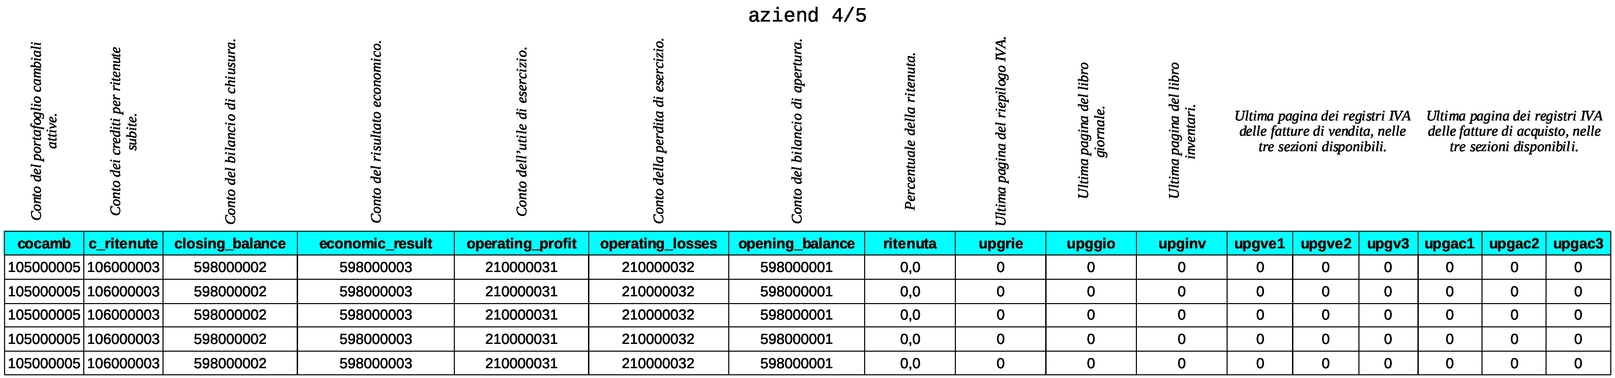 aziend 4/5
Conto del portafoglio cambiali
attive.
Conto dei crediti per ritenute
subite.
Conto del bilancio di chiusura.
Conto del risultato economico.
Conto dell'utile di esercizio.
Conto della perdita di esercizio.
Conto del bilancio di apertura.
Percentuale della ritenuta.
Ultima pagina del riepilogo IVA.
Ultima pagina del libro
giornale.
Ultima pagina del libro
inventari.
Ultima pagina dei registri IVA
delle fatture di vendita, nelle
tre sezioni disponibili.
Ultima pagina dei registri IVA
delle fatture di acquisto, nelle
tre sezioni disponibili.
cocamb c_ritenute closing_balance economic_result operating_profit operating_losses opening_balance ritenuta upgrie upggio upginv upgve1 upgve2 upgv3 upgac1 upgac2 upgac3
105000005 106000003 598000002 598000003 210000031 210000032 598000001 0,0 0 0 0 0 0 0 0 0 0
105000005 106000003 598000002 598000003 210000031 210000032 598000001 0,0 0 0 0 0 0 0 0 0 0
105000005 106000003 598000002 598000003 210000031 210000032 598000001 0,0 0 0 0 0 0 0 0 0 0
105000005 106000003 598000002 598000003 210000031 210000032 598000001 0,0 0 0 0 0 0 0 0 0 0
105000005 106000003 598000002 598000003 210000031 210000032 598000001 0,0 0 0 0 0 0 0 0 0 0